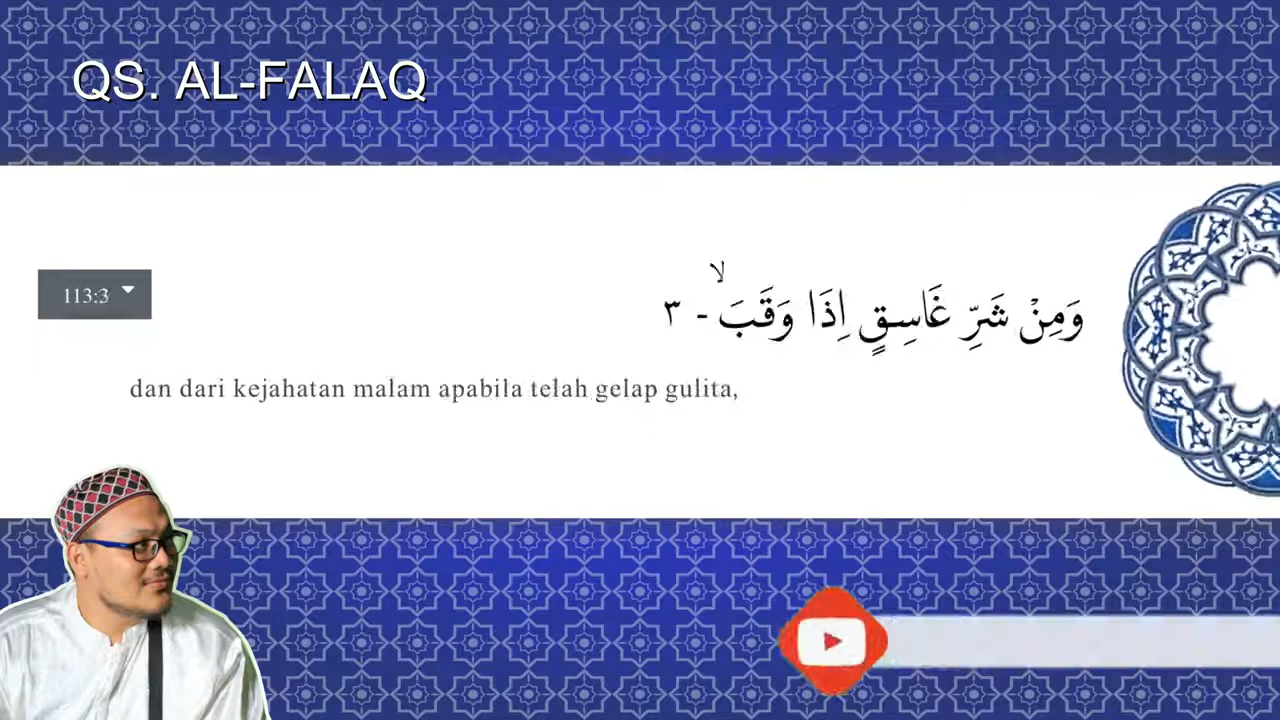 QS. AL-FALAQ
113:3
وَمِنْ شَرِّ غَاسِقٍ اِذَا وَقَبَۙ - ٣
dan dari kejahatan malam apabila telah gelap gulita,